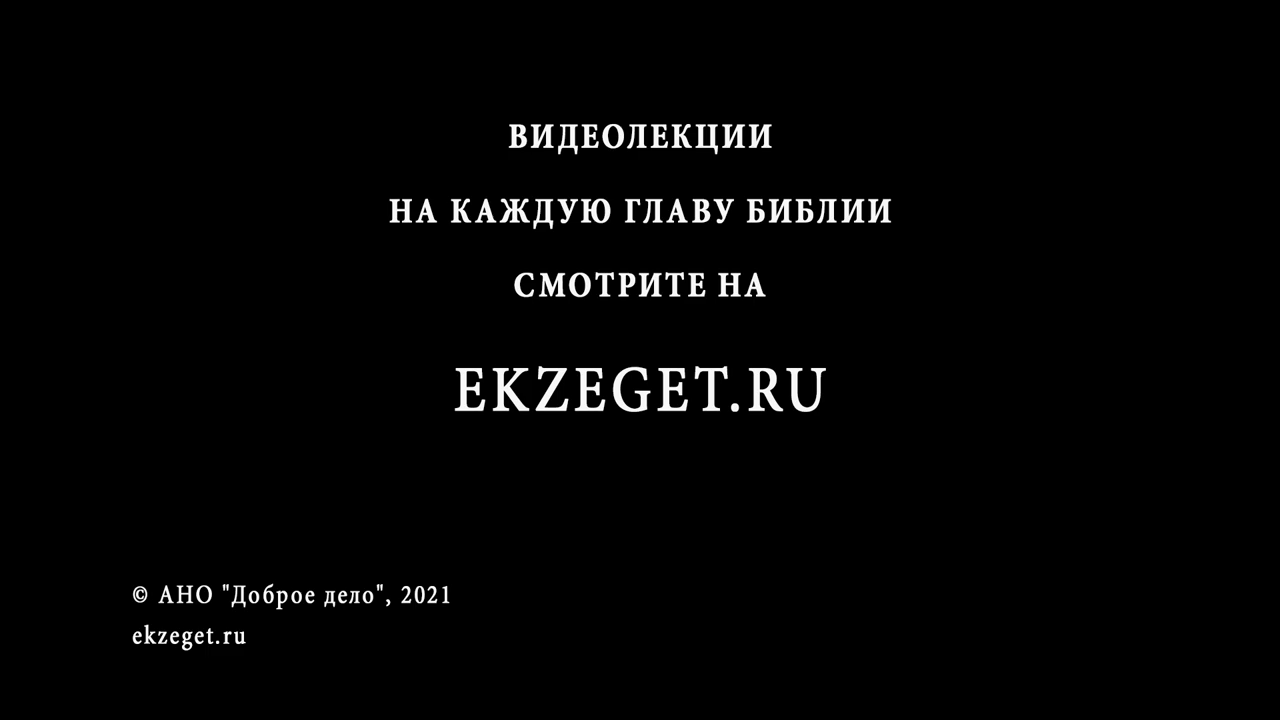 ВИДЕОЛЕКЦИИ
НА КАЖДУЮ ГЛАВУ БИБЛИИ
СМОТРИТЕ НА
EKZEGET.RU
© АНО "Доброе дело", 2021
ekzeget.ru